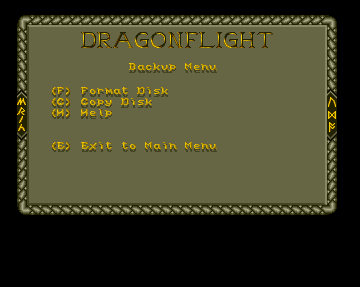 DRAGONFLIGHT
Backup Menu
(F) Format Disk
(C) Copy Disk
(H) Help
(E) Exit to Main Menu